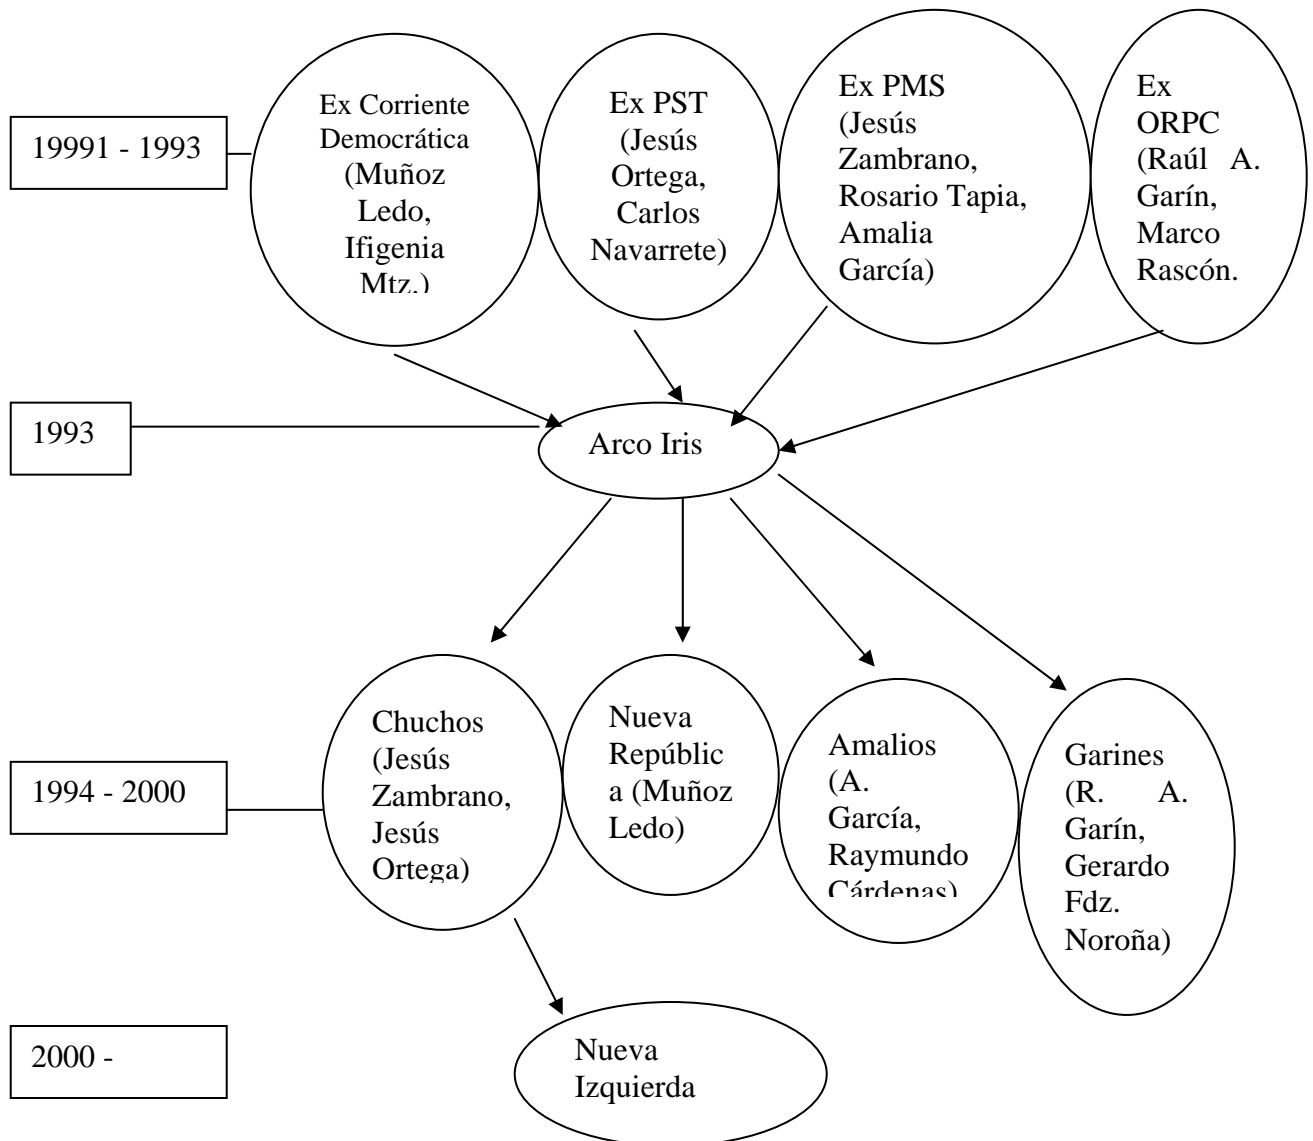 19991 - 1993
Ex Corriente
Democrática
(Muñoz
Ledo,
Ifigenia
Mtz.)
Ex PST
(Jesús
Ortega,
Carlos
Navarrete)
Ex PMS
(Jesús
Zambrano,
Rosario Tapia,
Amalia
García)
Ex
ORPC
(Raúl A.
Garín,
Marco
Rascón.
1993
Arco Iris
1994 - 2000
Chuchos
(Jesús
Zambrano,
Jesús
Ortega)
Nueva
Repúblic
a (Muñoz
Ledo)
Amalios
(A.
García,
Raymundo
Cárdenas)
Garines
(R. A.
Garín,
Gerardo
Fdz.
Noroña)
2000 -
Nueva
Izquierda